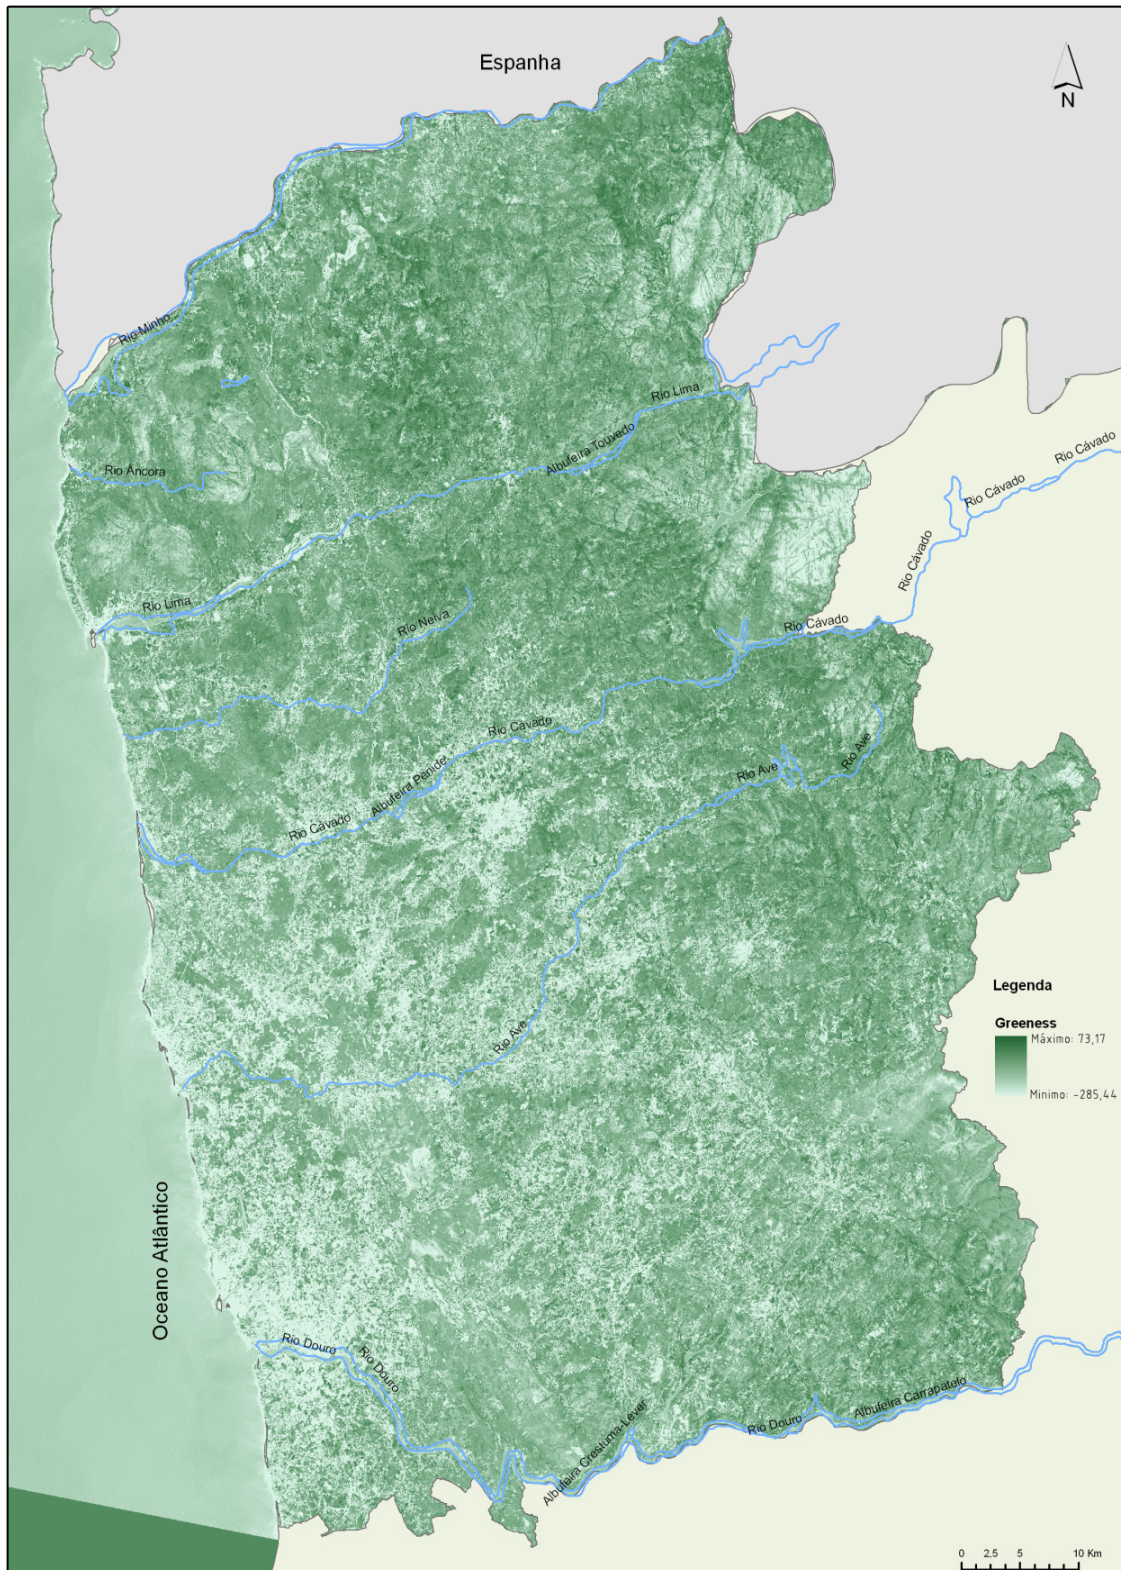 Espanha
N
Rio Minho
Rio Lima
Albufeira Touvedo
Rio Âncora
Rio Cávado
Rio Cávado
Rio Cávado
Rio Lima
Rio Neiva
Rio Cávado
Rio Cávado
Albufeira Penide
Rio Cávado
Rio Ave
Rio Ave
Rio Ave
Legenda
Greeness
Máximo: 73,17
Minimo: -285,44
Oceano Atlântico
Rio Douro
Rio Douro
Albufeira Crestuma-Lever
Rio Douro
Albufeira Carrapatelo
0 2,5 5 10 Km